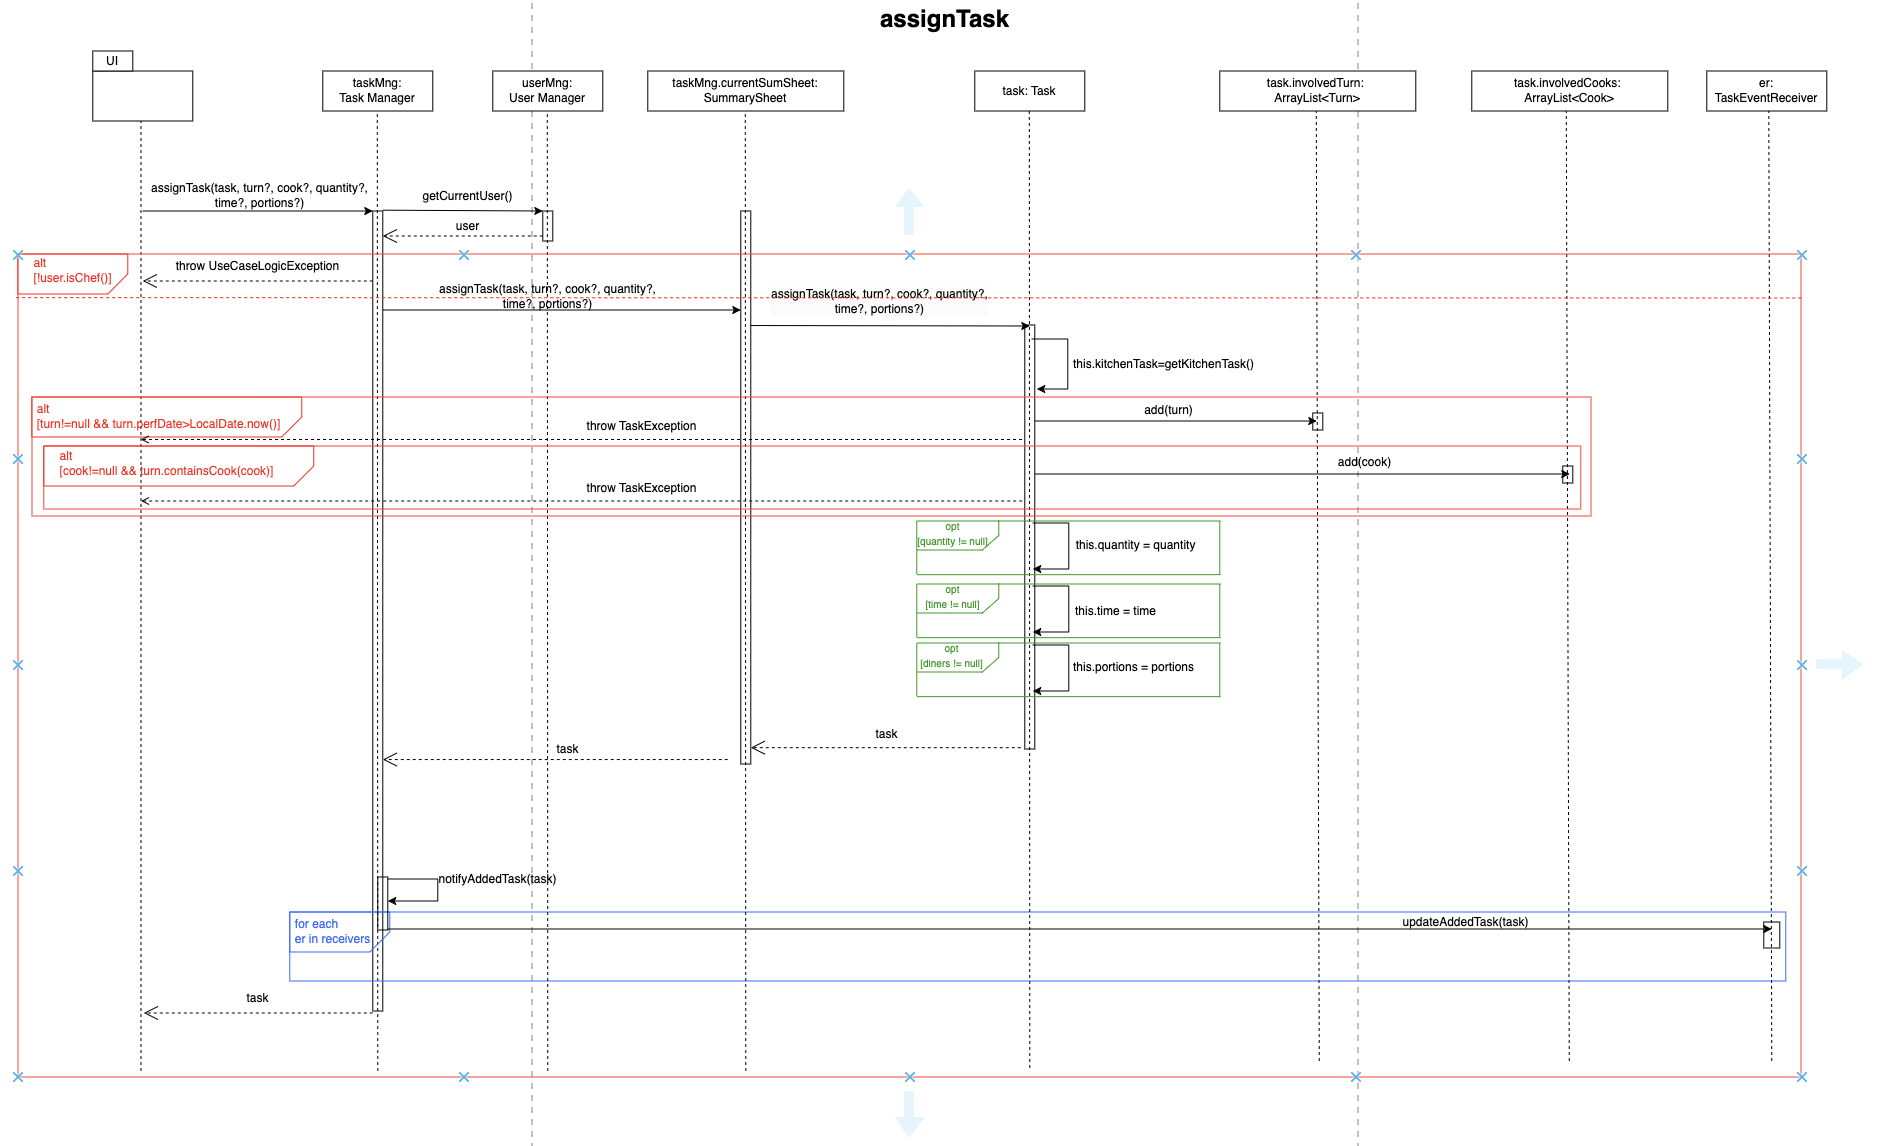 assignTask
UI
taskMng:
Task Manager
userMng:
User Manager
taskMng.currentSumSheet:
SummarySheet
task: Task
task.involvedTurn:
ArrayList<Turn>
task.involvedCooks:
ArrayList<Cook>
er:
TaskEventReceiver
assignTask(task, turn?, cook?, quantity?,
time?, portions?)
getCurrentUser()
user
alt
[!user.isChef()]
throw UseCaseLogicException
assignTask(task, turn?, cook?, quantity?,
time?, portions?)
assignTask(task, turn?, cook?, quantity?,
time?, portions?)
this.kitchenTask=getKitchenTask()
alt
[turn!=null && turn.perfDate>LocalDate.now()]
add(turn)
throw TaskException
alt
[cook!=null && turn.containsCook(cook)]
add(cook)
throw TaskException
opt
[quantity != null]
this.quantity = quantity
opt
[time != null]
this.time = time
opt
[diners != null]
this.portions = portions
task
task
notifyAddedTask(task)
for each
er in receivers
updateAddedTask(task)
task